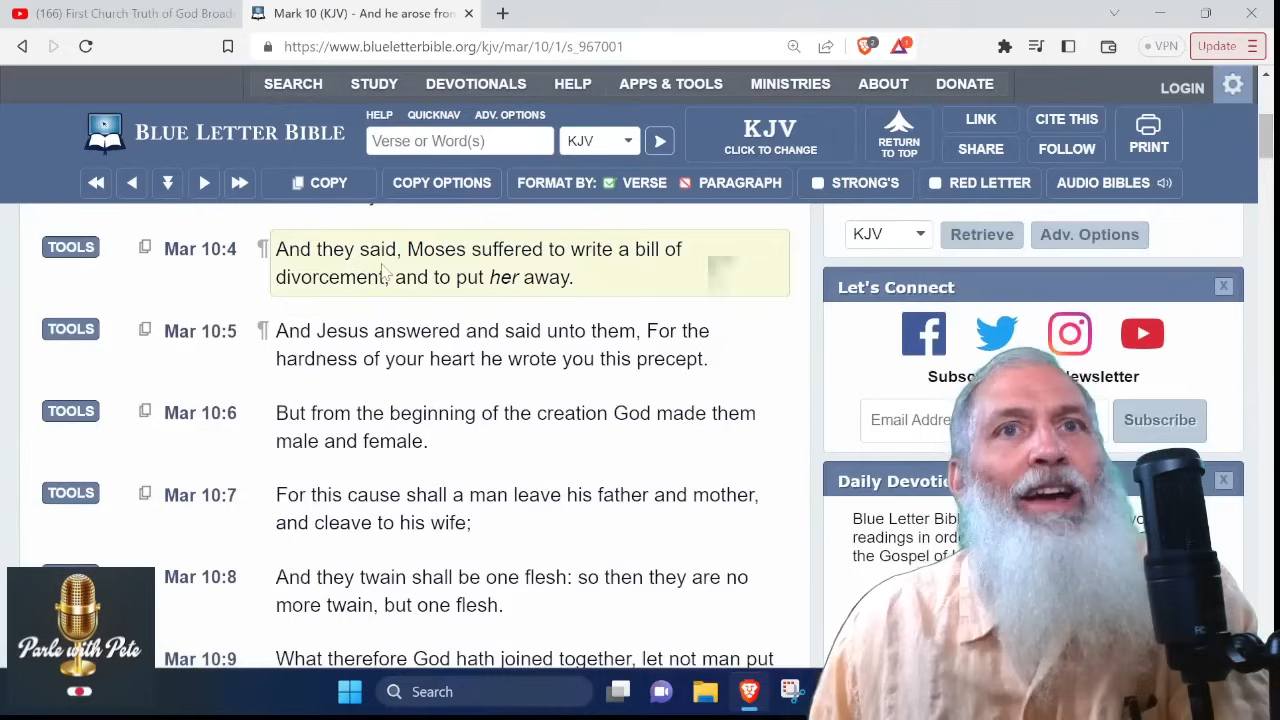 (166) First Church Truth of God Broad
Mark 10 (KJV) - And he arose from
https://www.blueletterbible.org/kjv/mar/10/1/s_967001
2
1
VPN
Update
SEARCH STUDY DEVOTIONALS HELP APPS & TOOLS MINISTRIES ABOUT DONATE
LOGIN
BLUE LETTER BIBLE
HELP QUICKNAV ADV. OPTIONS
Verse or Word(s)
KJV
KJV
CLICK TO CHANGE
RETURN
TO TOP
LINK
CITE THIS
SHARE
FOLLOW
PRINT
COPY
COPY OPTIONS
FORMAT BY: VERSE PARAGRAPH
STRONG'S
RED LETTER
AUDIO BIBLES
TOOLS Mar 10:4 ¶ And they said, Moses suffered to write a bill of
divorcement, and to put her away.
TOOLS Mar 10:5 ¶ And Jesus answered and said unto them, For the
hardness of your heart he wrote you this precept.
TOOLS Mar 10:6 But from the beginning of the creation God made them
male and female.
TOOLS Mar 10:7 For this cause shall a man leave his father and mother,
and cleave to his wife;
Mar 10:8 And they twain shall be one flesh: so then they are no
more twain, but one flesh.
Mar 10:9 What therefore God hath joined together, let not man put
KJV
Retrieve
Adv. Options
Let's Connect
X
Email Addre
Subscribe
Daily Devotio
X
Blue Letter Bib
readings in ord
the Gospel of
Parle with Pete
Search